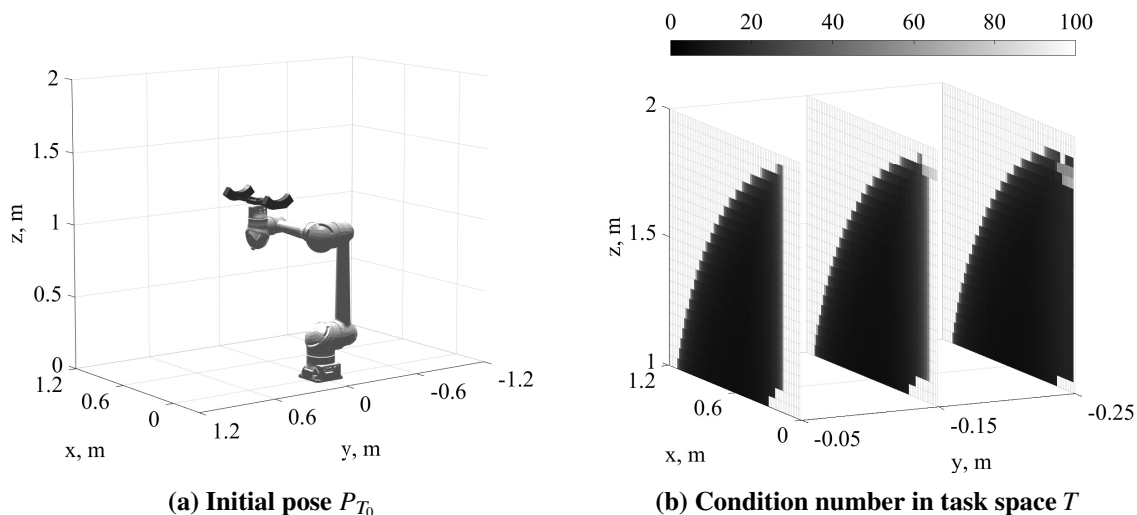 0 20 40 60 80 100
2
1.5
1
0.5
0
z, m
1.2
0.6
0
x, m
1.2
0.6
0
-0.6
-1.2
y, m
2
1.5
1
z, m
1.2
0.6
0
x, m
-0.05
-0.15
-0.25
y, m
(a) Initial pose P_{T_0}
(b) Condition number in task space T